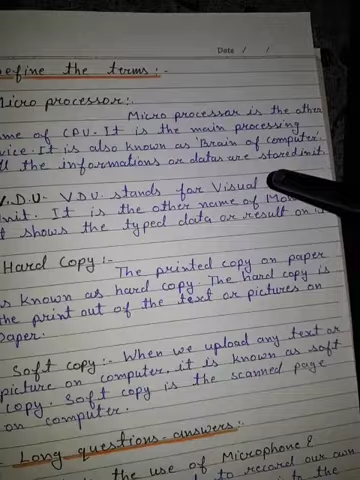 Date / /
efine the terms:-
Micro processor:-
Micro processor is the other
ame of CPU. It is the main processing
vice. It is also known as 'Brain of computer'.
ll the informations or datas are stored in it.
V.D.U- VDU stands for Visual
Unit. It is the other name of
t shows the typed data or result on
Hard Copy :-
The printed copy on paper
is known as hard copy. The hard copy is
the print out of the text or pictures on
Paper.
Soft copy:- When we upload any text or
picture on computer, it is known as soft
copy. Soft copy is the scanned page
on computer.
Long questions-answers:-
the use of Microphone?
to record our own
to the